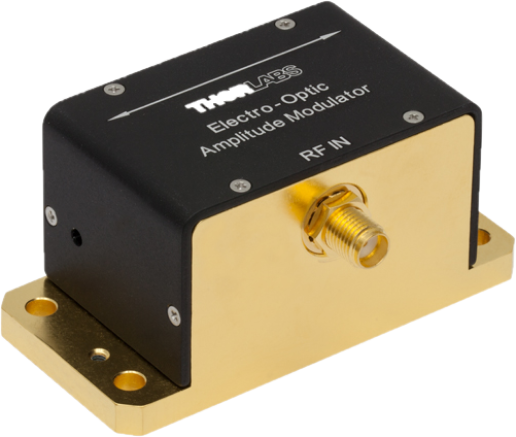 THORLABS
Electro-Optic
Amplitude Modulator
RF IN